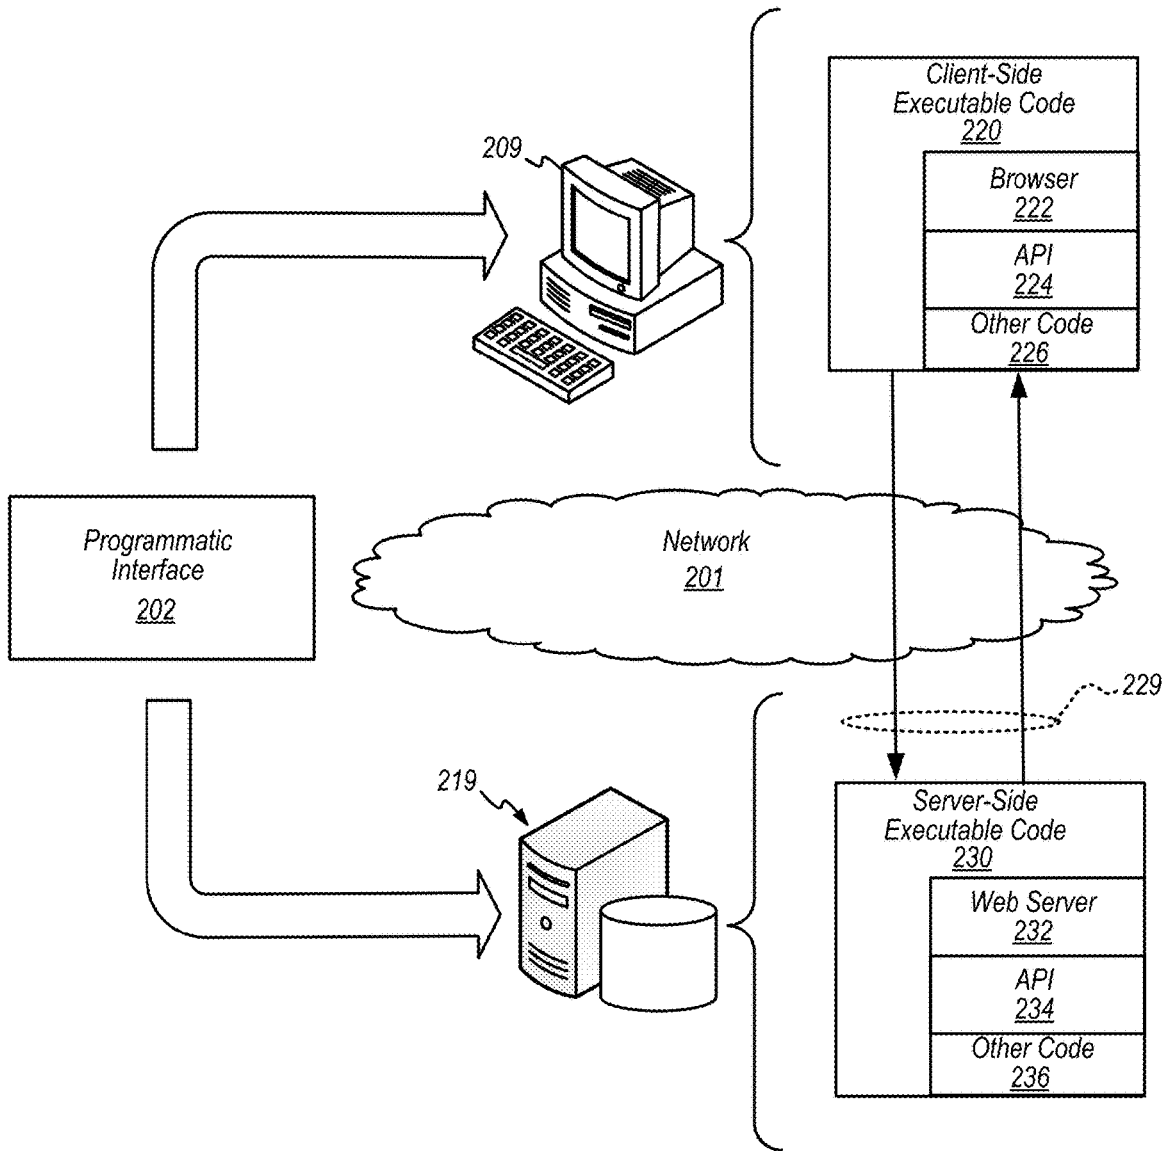 Client-Side
Executable Code
220
209
Browser
222
API
224
Other Code
226
Programmatic
Interface
202
Network
201
229
219
Server-Side
Executable Code
230
Web Server
232
API
234
Other Code
236